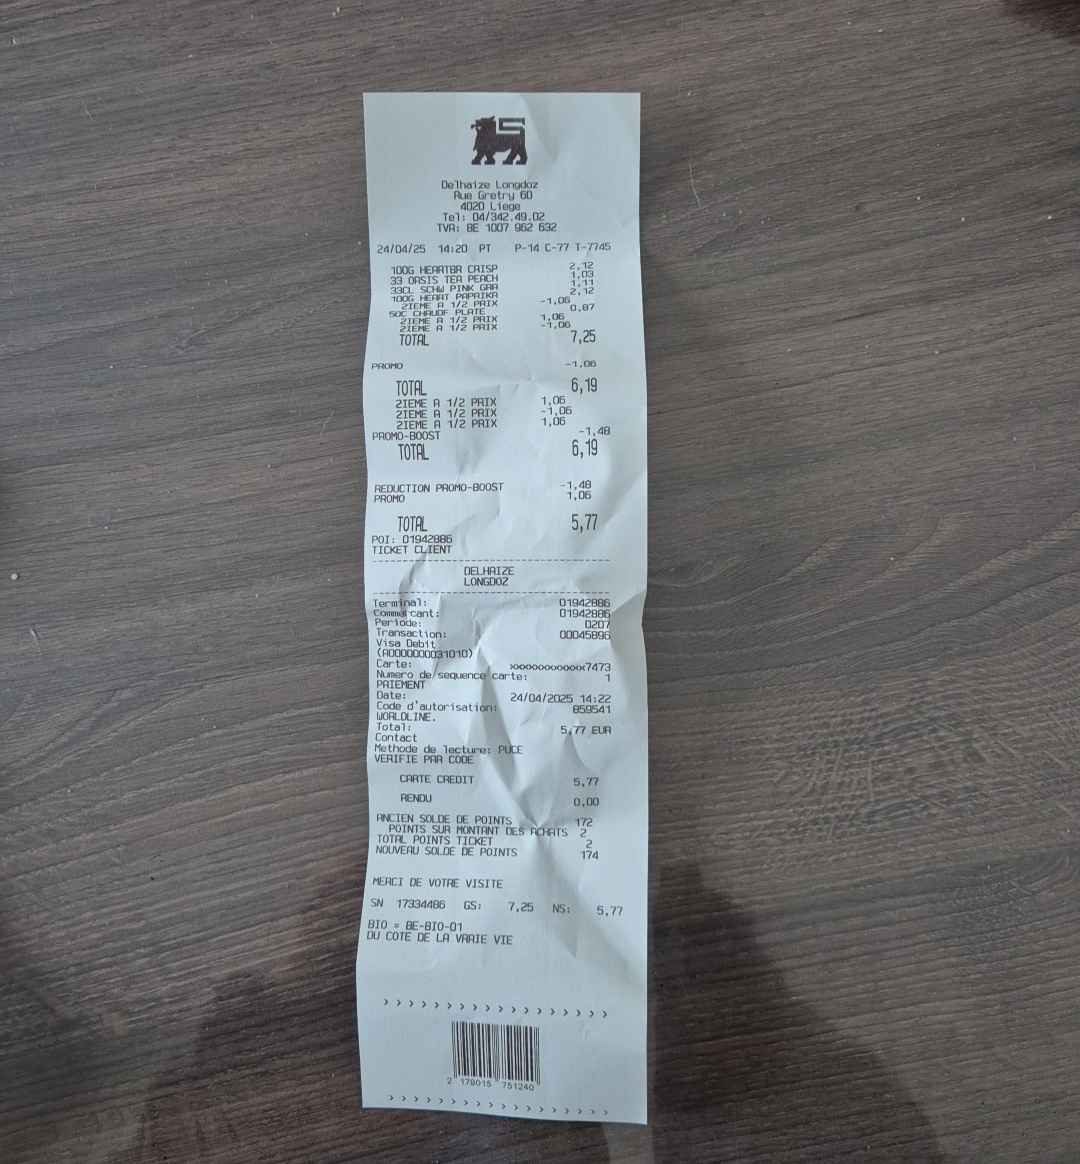 Delhaize Longdoz
Rue Gretry 60
4020 Liege
Tel: 04/342.49.02
TVA: BE 1007 962 632
24/04/25 14:20 PT P-14 C-77 T-7745
100G HEARTBR CRISP 2,12
33 OASIS TEA PEACH 1,03
33CL SCHW PINK GRA 1,11
100G HEART PAPRIKA 2,12
2IEME A 1/2 PRIX -1,06
50C CHAUDF PLATE 0,87
2IEME A 1/2 PRIX 1,06
2IEME A 1/2 PRIX -1,06
TOTAL 7,25
PROMO -1,06
TOTAL 6,19
2IEME A 1/2 PRIX 1,06
2IEME A 1/2 PRIX -1,06
2IEME A 1/2 PRIX 1,06
PROMO-BOOST -1,48
TOTAL 6,19
REDUCTION PROMO-BOOST -1,48
PROMO 1,06
TOTAL 5,77
POI: 01942886
TICKET CLIENT
DELHAIZE
LONGDOZ
Terminal: 01942886
Commercant: 01942886
Periode: 0207
Transaction: 00045896
Visa Debit
(A0000000031010)
Carte: xxxxxxxxxxxx7473
Numero de sequence carte: 1
PAIEMENT
Date: 24/04/2025 14:22
Code d'autorisation: 859541
WORLDLINE.
Total: 5,77 EUR
Contact
Methode de lecture: PUCE
VERIFIE PAR CODE
CARTE CREDIT 5,77
RENDU 0,00
ANCIEN SOLDE DE POINTS 172
POINTS SUR MONTANT DES ACHATS 2
TOTAL POINTS TICKET 2
NOUVEAU SOLDE DE POINTS 174
MERCI DE VOTRE VISITE
SN 17334486 GS: 7,25 NS: 5,77
BIO = BE-BIO-01
DU COTE DE LA VRAIE VIE
> > > > > > > > > > > > > > > > > > >
2 179015 751240
> > > > > > > > > > > > > > > > > > >